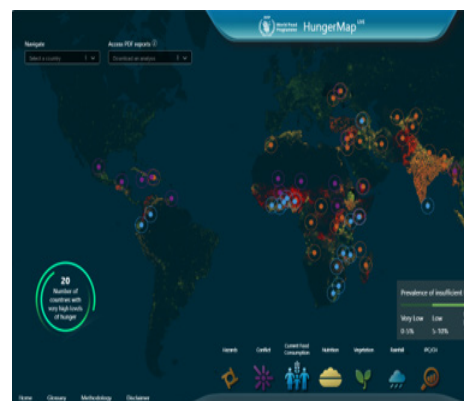 World Food
Programme
HungerMap LIVE
Navigate
Access PDF reports
Select a country
Download an analysis
20
Number of
countries with
very high levels
of hunger
Prevalence of insufficient
Very Low Low
0-5% 5-10%
Hazards Conflict Current Food
Consumption Nutrition Vegetation Rainfall IPC/CH
Home Glossary Methodology Disclaimer